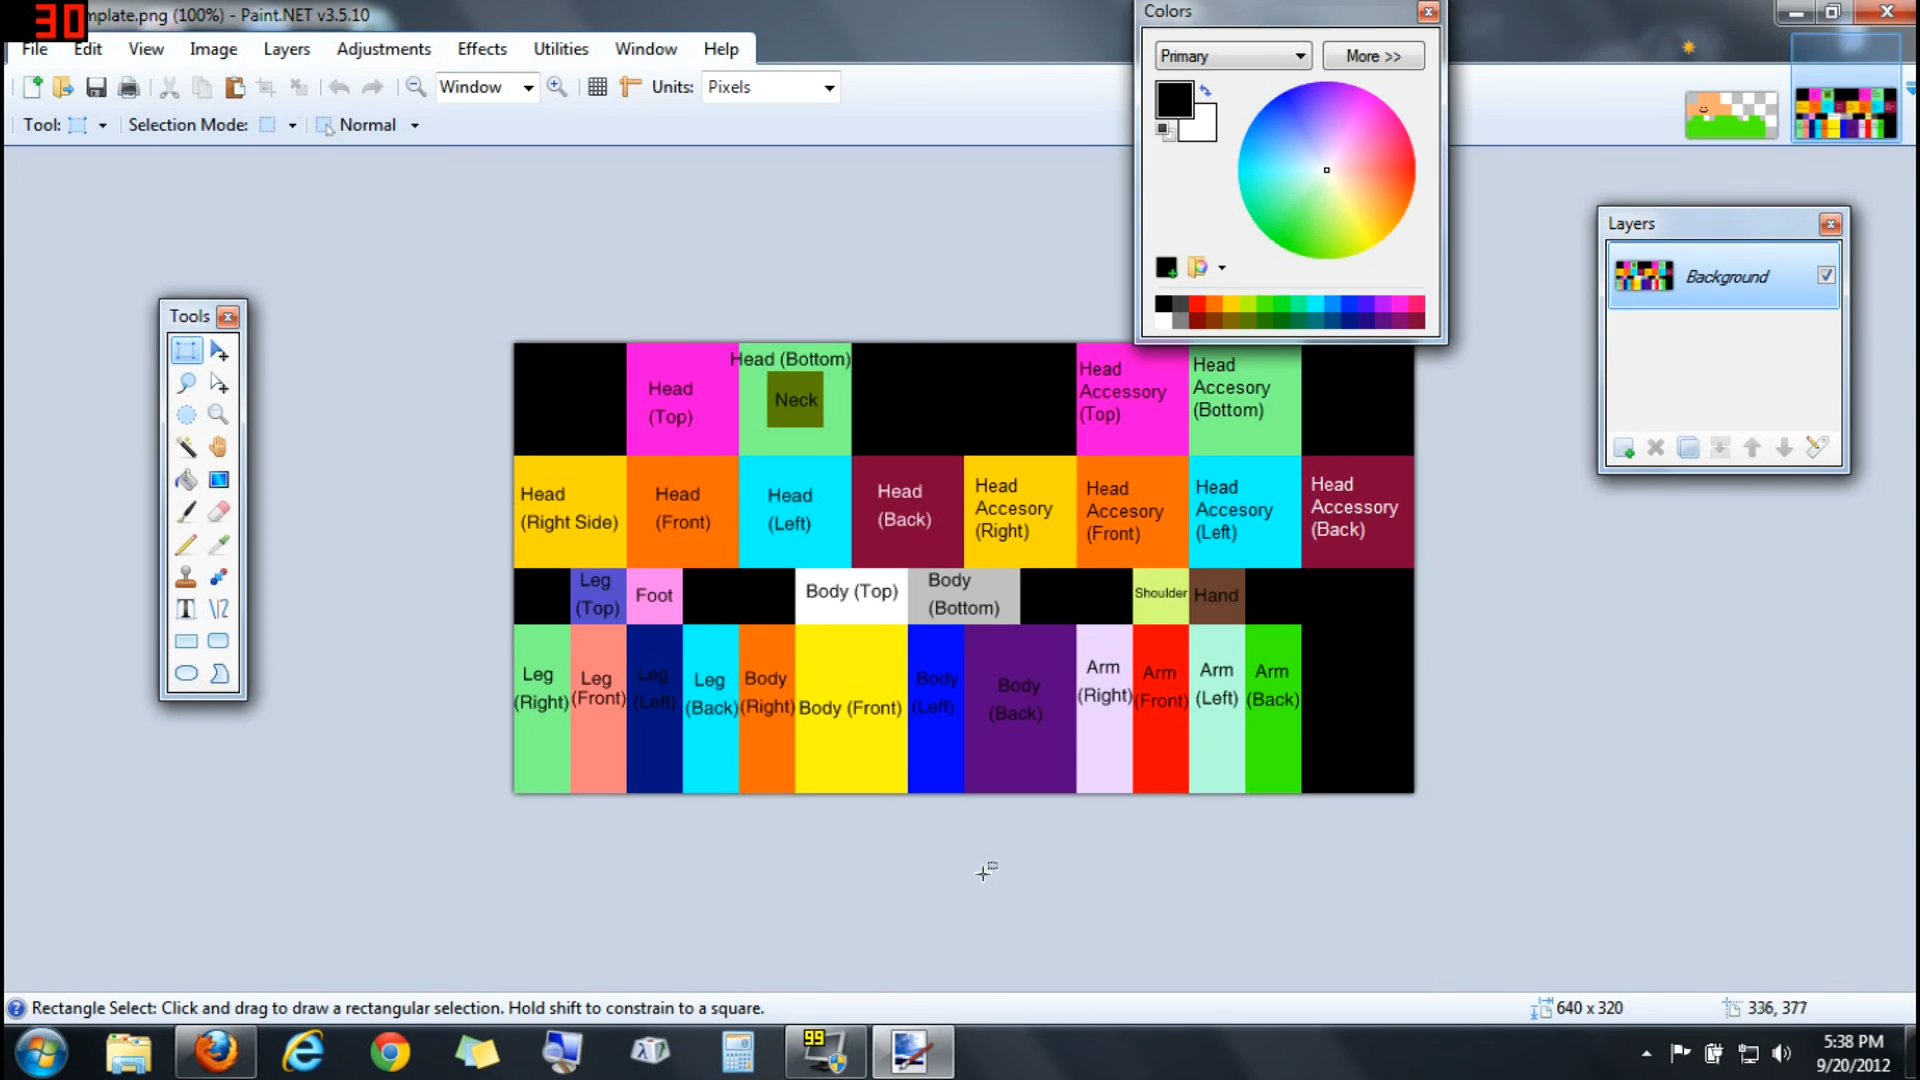 30
mplate.png (100%) - Paint.NET v3.5.10
File Edit View Image Layers Adjustments Effects Utilities Window Help
Window Units: Pixels
Tool: Selection Mode: Normal
Colors
Primary More >>
Layers
Background
Tools
Head
(Top)
Head (Bottom)
Neck
Head
Accessory
(Top)
Head
Accesory
(Bottom)
Head
(Right Side)
Head
(Front)
Head
(Left)
Head
(Back)
Head
Accesory
(Right)
Head
Accesory
(Front)
Head
Accesory
(Left)
Head
Accessory
(Back)
Leg
(Top)
Foot
Body (Top)
Body
(Bottom)
Shoulder
Hand
Leg
(Right)
Leg
(Front)
Leg
(Left)
Leg
(Back)
Body
(Right)
Body (Front)
Body
(Left)
Body
(Back)
Arm
(Right)
Arm
(Front)
Arm
(Left)
Arm
(Back)
Rectangle Select: Click and drag to draw a rectangular selection. Hold shift to constrain to a square.
640 x 320
336, 377
99
5:38 PM
9/20/2012